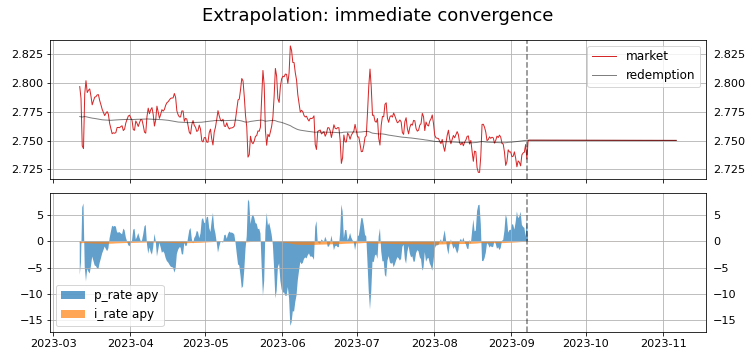 Extrapolation: immediate convergence
2.825 2.825
2.800 2.800
2.775 2.775
2.750 2.750
2.725 2.725
market
redemption
5 5
0 0
−5 −5
−10 −10
−15 −15
p_rate apy
i_rate apy
2023-03 2023-04 2023-05 2023-06 2023-07 2023-08 2023-09 2023-10 2023-11